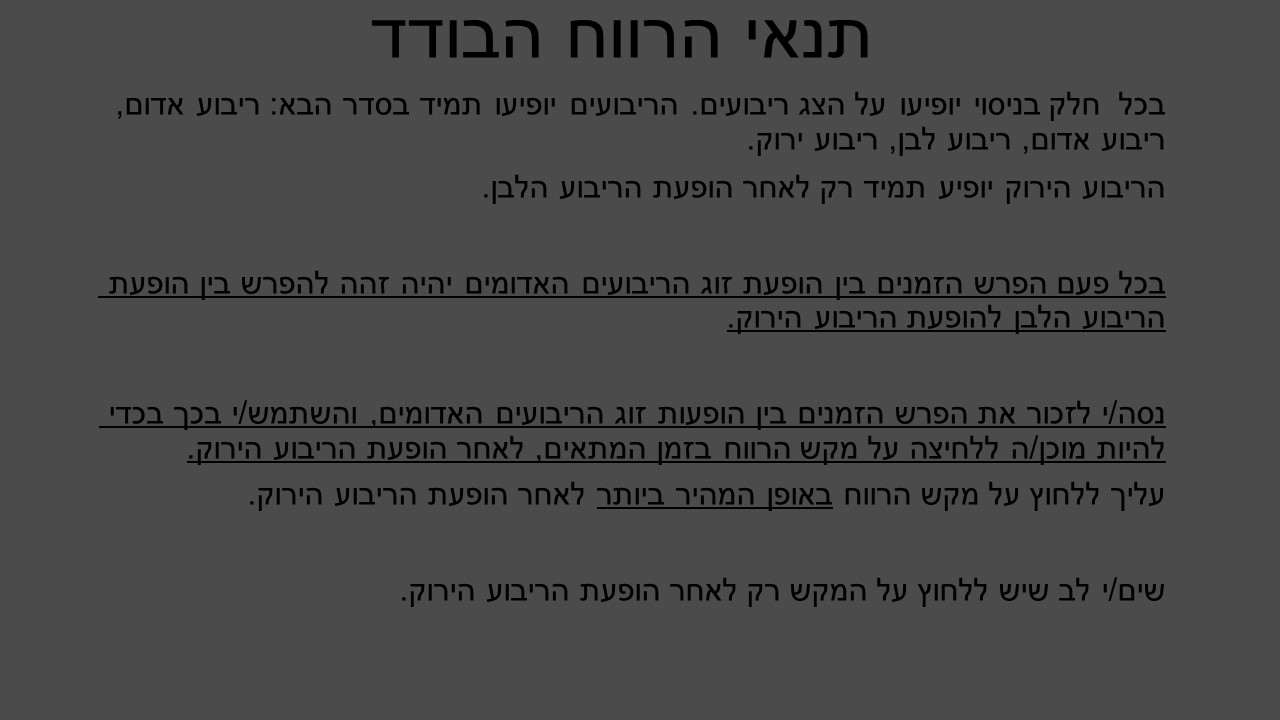 תנאי הרווח הבודד
בכל חלק בניסוי יופיעו על הצג ריבועים. הריבועים יופיעו תמיד בסדר הבא: ריבוע אדום,
ריבוע אדום, ריבוע לבן, ריבוע ירוק.
הריבוע הירוק יופיע תמיד רק לאחר הופעת הריבוע הלבן.
בכל פעם הפרש הזמנים בין הופעת זוג הריבועים האדומים יהיה זהה להפרש בין הופעת
הריבוע הלבן להופעת הריבוע הירוק.
נסה/י לזכור את הפרש הזמנים בין הופעות זוג הריבועים האדומים, והשתמש/י בכך בכדי
להיות מוכן/ה ללחיצה על מקש הרווח בזמן המתאים, לאחר הופעת הריבוע הירוק.
עליך ללחוץ על מקש הרווח באופן המהיר ביותר לאחר הופעת הריבוע הירוק.
שים/י לב שיש ללחוץ על המקש רק לאחר הופעת הריבוע הירוק.